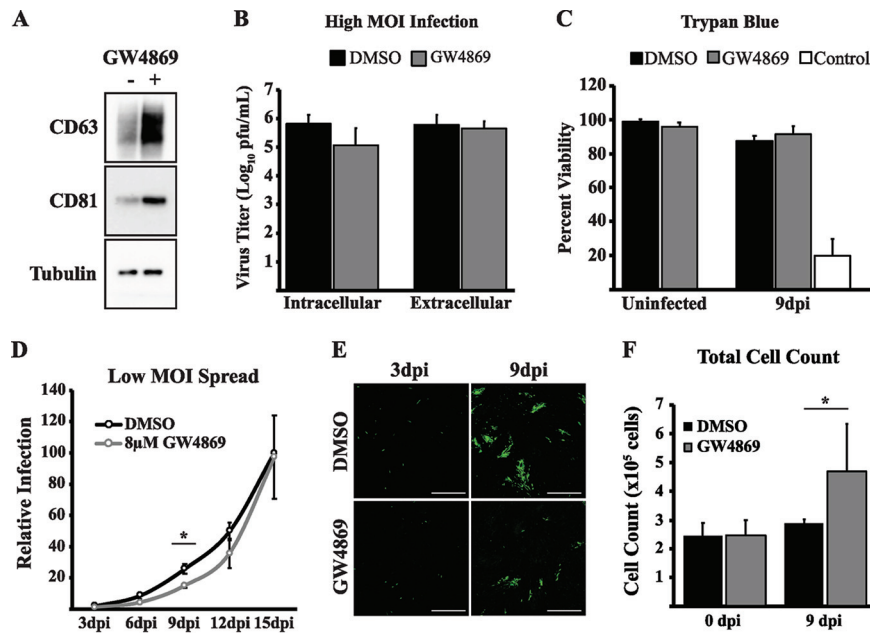 A
GW4869
- +
CD63
CD81
Tubulin
B
High MOI Infection
DMSO GW4869
Virus Titer (Log10 pfu/mL)
7
6
5
4
3
2
1
Intracellular Extracellular
C
Trypan Blue
DMSO GW4869 Control
Percent Viability
120
100
80
60
40
20
Uninfected 9dpi
D
Low MOI Spread
DMSO
8µM GW4869
Relative Infection
140
120
100
80
60
40
20
*
3dpi 6dpi 9dpi 12dpi 15dpi
E
3dpi 9dpi
DMSO
GW4869
F
Total Cell Count
DMSO
GW4869
*
Cell Count (x10⁵ cells)
7
6
5
4
3
2
1
0 dpi 9 dpi